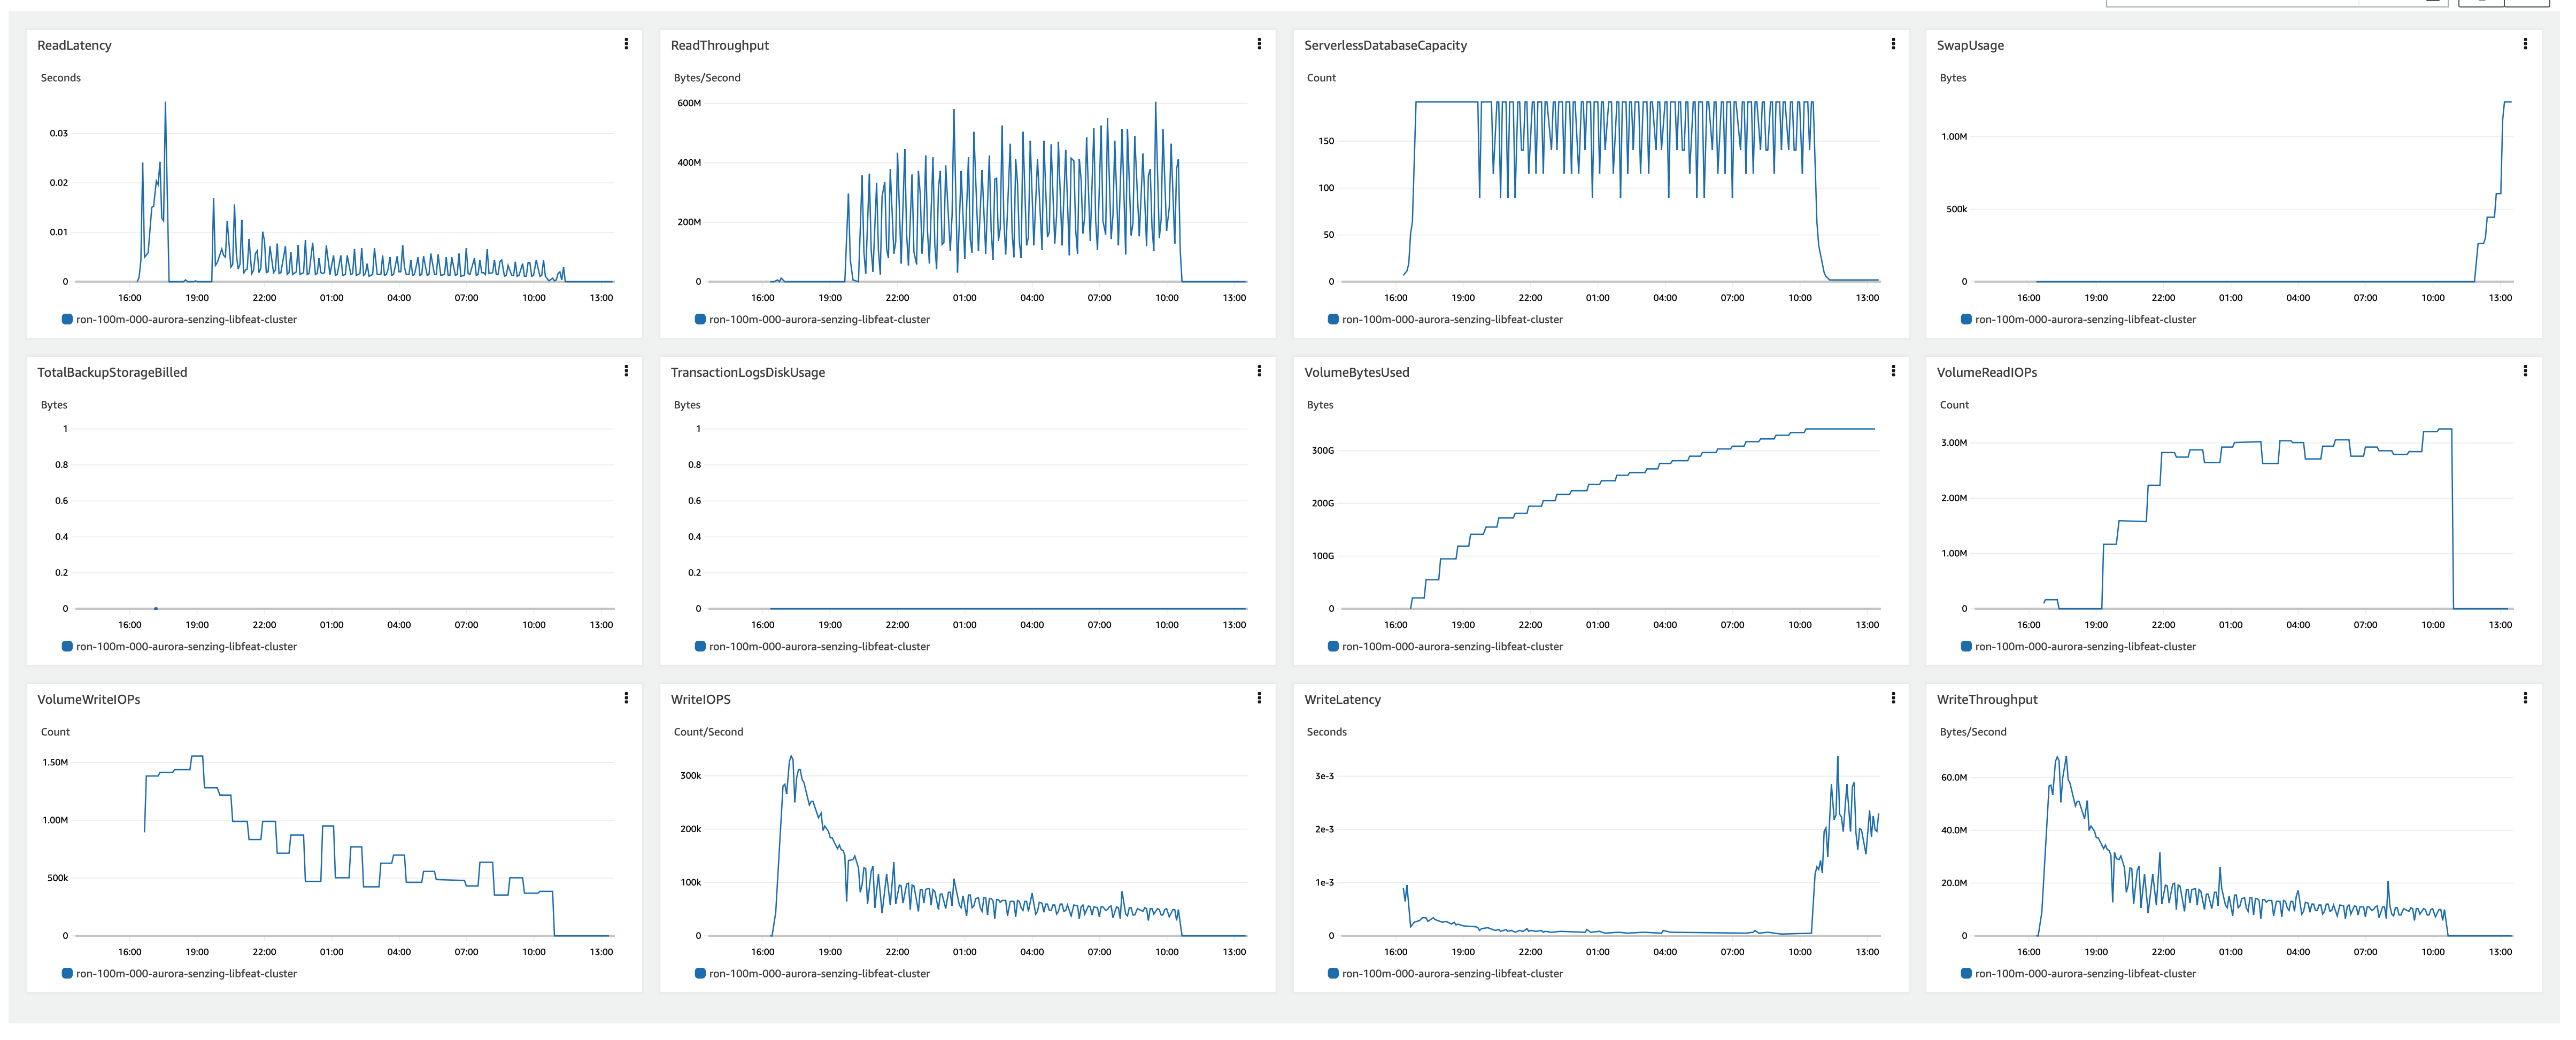 ReadLatency
Seconds
0.03
0.02
0.01
0
16:00 19:00 22:00 01:00 04:00 07:00 10:00 13:00
ron-100m-000-aurora-senzing-libfeat-cluster
ReadThroughput
Bytes/Second
600M
400M
200M
0
16:00 19:00 22:00 01:00 04:00 07:00 10:00 13:00
ron-100m-000-aurora-senzing-libfeat-cluster
ServerlessDatabaseCapacity
Count
150
100
50
0
16:00 19:00 22:00 01:00 04:00 07:00 10:00 13:00
ron-100m-000-aurora-senzing-libfeat-cluster
SwapUsage
Bytes
1.00M
500k
0
16:00 19:00 22:00 01:00 04:00 07:00 10:00 13:00
ron-100m-000-aurora-senzing-libfeat-cluster
TotalBackupStorageBilled
Bytes
1
0.8
0.6
0.4
0.2
0
16:00 19:00 22:00 01:00 04:00 07:00 10:00 13:00
ron-100m-000-aurora-senzing-libfeat-cluster
TransactionLogsDiskUsage
Bytes
1
0.8
0.6
0.4
0.2
0
16:00 19:00 22:00 01:00 04:00 07:00 10:00 13:00
ron-100m-000-aurora-senzing-libfeat-cluster
VolumeBytesUsed
Bytes
300G
200G
100G
0
16:00 19:00 22:00 01:00 04:00 07:00 10:00 13:00
ron-100m-000-aurora-senzing-libfeat-cluster
VolumeReadIOPs
Count
3.00M
2.00M
1.00M
0
16:00 19:00 22:00 01:00 04:00 07:00 10:00 13:00
ron-100m-000-aurora-senzing-libfeat-cluster
VolumeWriteIOPs
Count
1.50M
1.00M
500k
0
16:00 19:00 22:00 01:00 04:00 07:00 10:00 13:00
ron-100m-000-aurora-senzing-libfeat-cluster
WriteIOPS
Count/Second
300k
200k
100k
0
16:00 19:00 22:00 01:00 04:00 07:00 10:00 13:00
ron-100m-000-aurora-senzing-libfeat-cluster
WriteLatency
Seconds
3e-3
2e-3
1e-3
0
16:00 19:00 22:00 01:00 04:00 07:00 10:00 13:00
ron-100m-000-aurora-senzing-libfeat-cluster
WriteThroughput
Bytes/Second
60.0M
40.0M
20.0M
0
16:00 19:00 22:00 01:00 04:00 07:00 10:00 13:00
ron-100m-000-aurora-senzing-libfeat-cluster